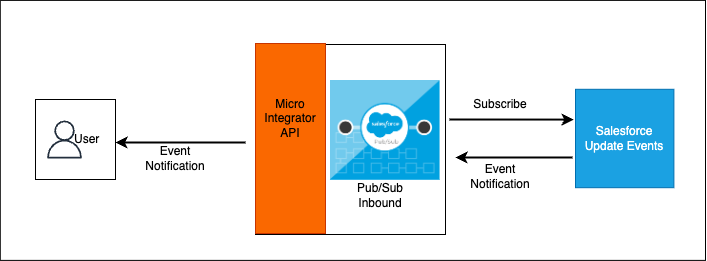 User
Event
Notification
Micro
Integrator
API
salesforce
Pub/Sub
Pub/Sub
Inbound
Subscribe
Event
Notification
Salesforce
Update Events